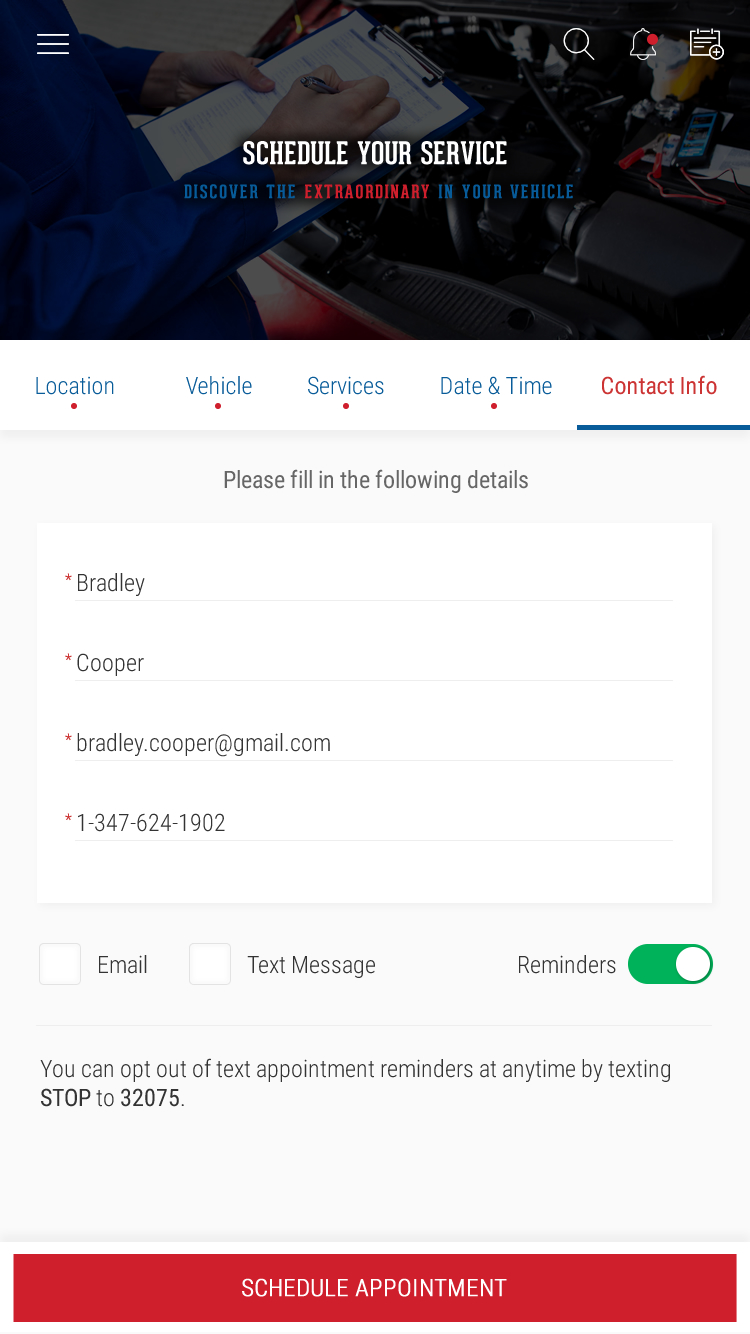 SCHEDULE YOUR SERVICE
DISCOVER THE EXTRAORDINARY IN YOUR VEHICLE
Location Vehicle Services Date & Time Contact Info
Please fill in the following details
* Bradley
* Cooper
* bradley.cooper@gmail.com
* 1-347-624-1902
Email Text Message Reminders
You can opt out of text appointment reminders at anytime by texting
STOP to 32075.
SCHEDULE APPOINTMENT